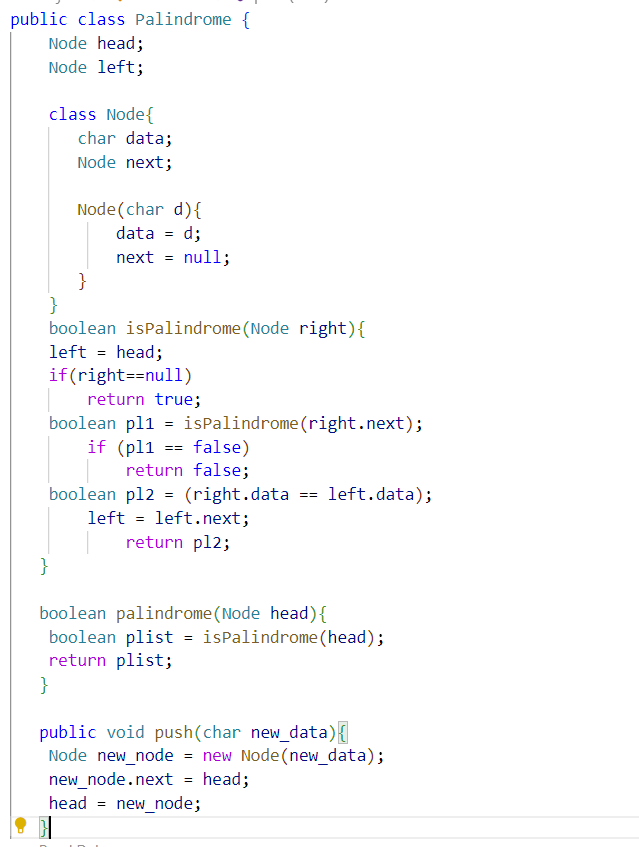 public class Palindrome {
Node head;
Node left;
class Node{
char data;
Node next;
Node(char d){
data = d;
next = null;
}
}
boolean isPalindrome(Node right){
left = head;
if(right==null)
return true;
boolean pl1 = isPalindrome(right.next);
if (pl1 == false)
return false;
boolean pl2 = (right.data == left.data);
left = left.next;
return pl2;
}
boolean palindrome(Node head){
boolean plist = isPalindrome(head);
return plist;
}
public void push(char new_data){
Node new_node = new Node(new_data);
new_node.next = head;
head = new_node;
}